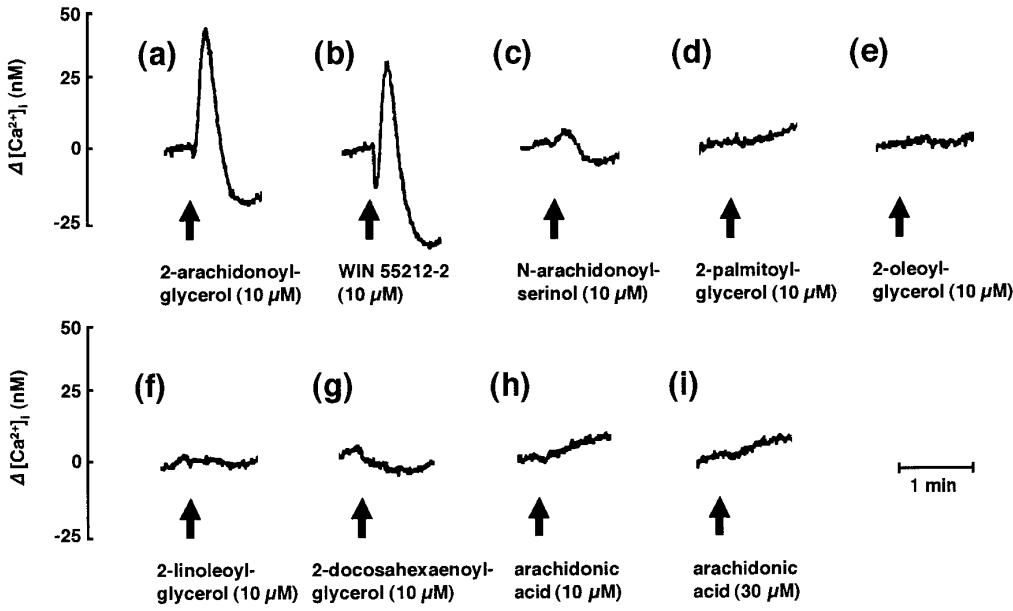 50
25
0
-25
Δ [Ca²⁺]ᵢ (nM)
(a)
(b)
(c)
(d)
(e)
2-arachidonoyl-
glycerol (10 µM)
WIN 55212-2
(10 µM)
N-arachidonoyl-
serinol (10 µM)
2-palmitoyl-
glycerol (10 µM)
2-oleoyl-
glycerol (10 µM)
50
25
0
-25
Δ [Ca²⁺]ᵢ (nM)
(f)
(g)
(h)
(i)
1 min
2-linoleoyl-
glycerol (10 µM)
2-docosahexaenoyl-
glycerol (10 µM)
arachidonic
acid (10 µM)
arachidonic
acid (30 µM)